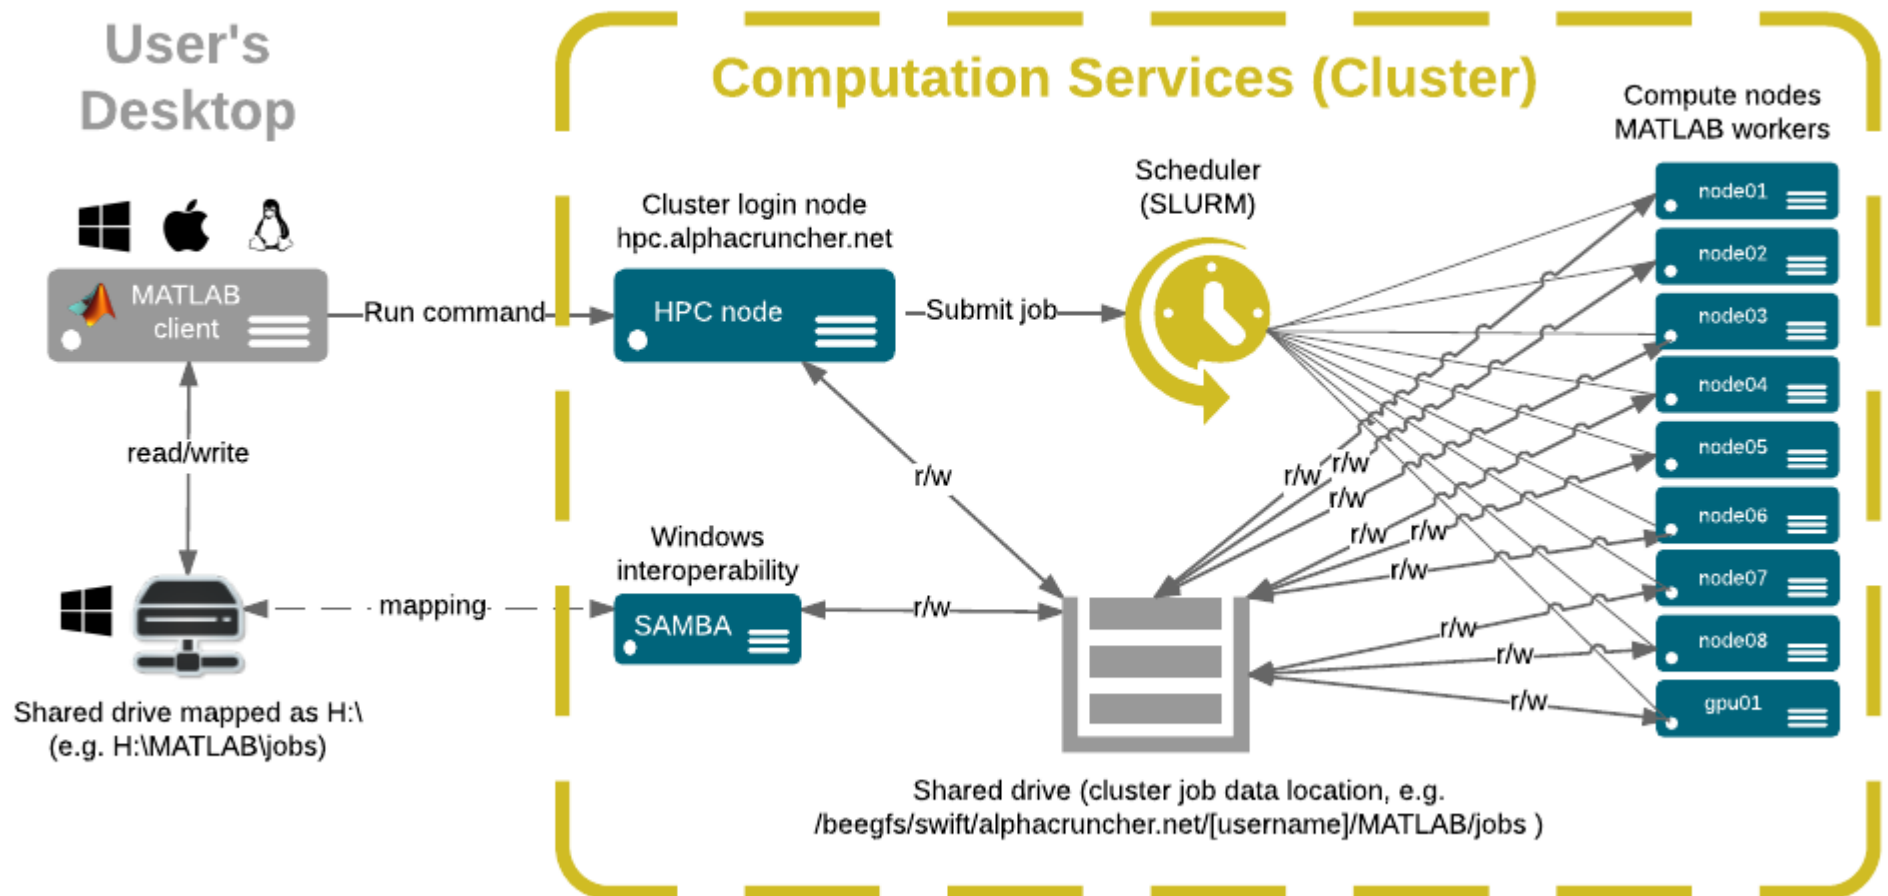 User's
Desktop
Computation Services (Cluster)
Compute nodes
MATLAB workers
Scheduler
(SLURM)
Cluster login node
hpc.alphacruncher.net
MATLAB
client
Run command
HPC node
Submit job
node01
node02
node03
node04
node05
node06
node07
node08
gpu01
read/write
r/w
r/w
r/w
r/w
r/w
r/w
r/w
r/w
r/w
r/w
Windows
interoperability
mapping
SAMBA
r/w
Shared drive mapped as H:\
(e.g. H:\MATLAB\jobs)
Shared drive (cluster job data location, e.g.
/beegfs/swift/alphacruncher.net/[username]/MATLAB/jobs )